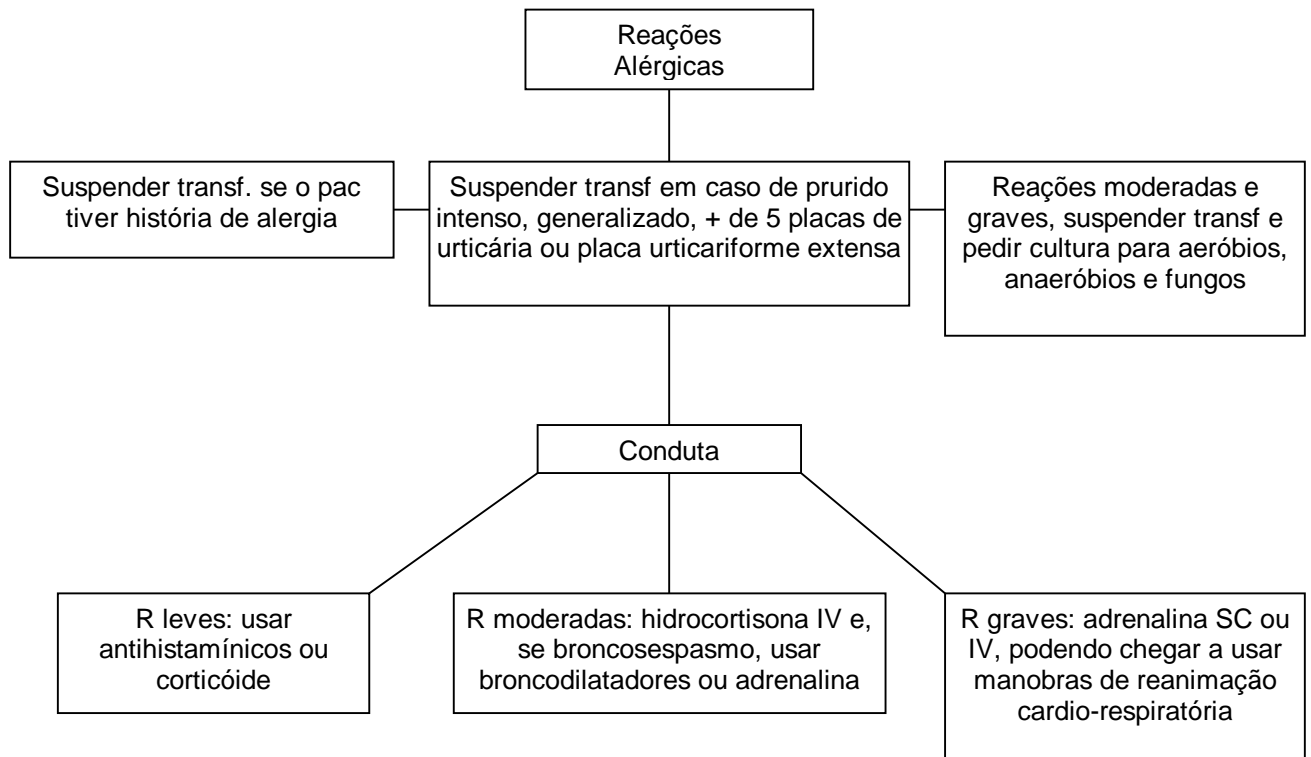 Reações
Alérgicas
Suspender transf. se o pac
tiver história de alergia
Suspender transf em caso de prurido
intenso, generalizado, + de 5 placas de
urticária ou placa urticariforme extensa
Reações moderadas e
graves, suspender transf e
pedir cultura para aeróbios,
anaeróbios e fungos
Conduta
R leves: usar
antihistamínicos ou
corticóide
R moderadas: hidrocortisona IV e,
se broncosespasmo, usar
broncodilatadores ou adrenalina
R graves: adrenalina SC ou
IV, podendo chegar a usar
manobras de reanimação
cardio-respiratória